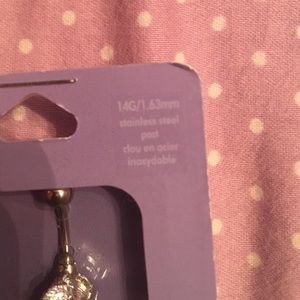 14G/1.63mm
stainless steel
post
clou en acier
inoxydable